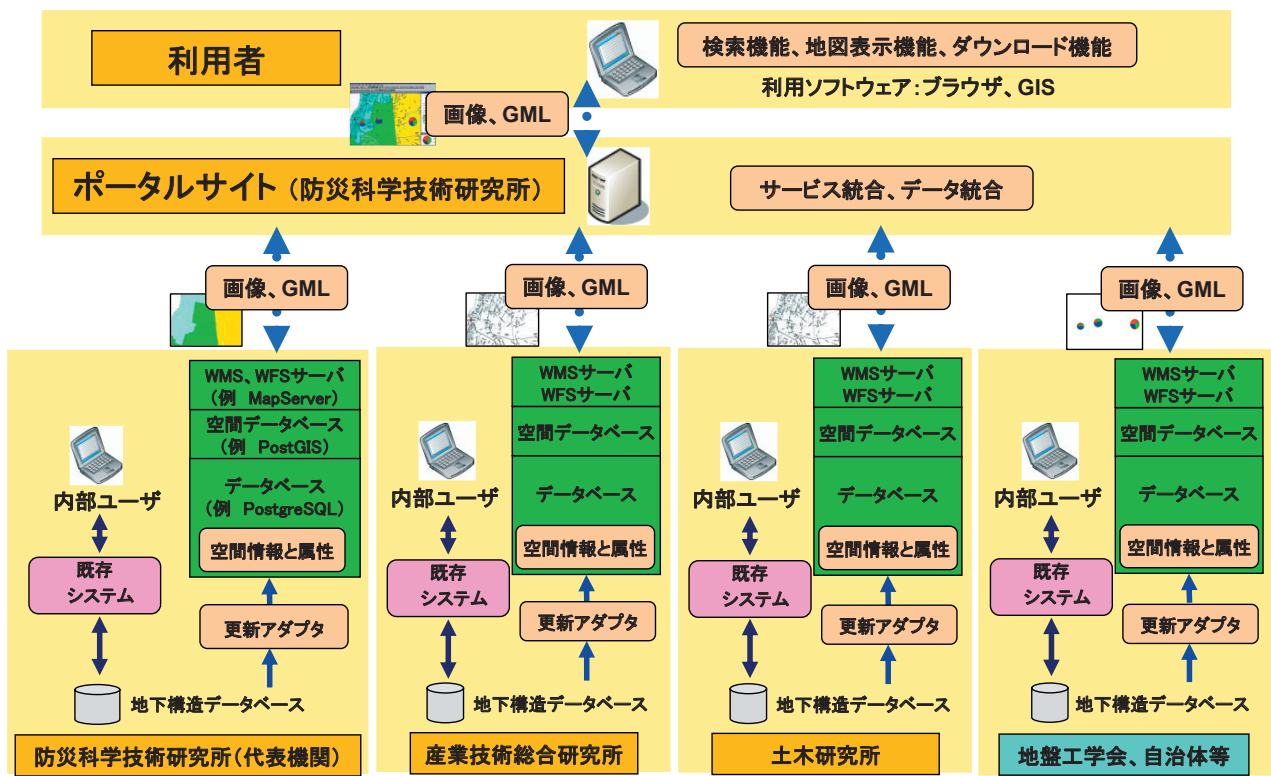 利用者
検索機能、地図表示機能、ダウンロード機能
利用ソフトウェア：ブラウザ、GIS
画像、GML
ポータルサイト（防災科学技術研究所）
サービス統合、データ統合
画像、GML
画像、GML
画像、GML
画像、GML
WMS、WFSサーバ
（例 MapServer）
空間データベース
（例 PostGIS）
データベース
（例 PostgreSQL）
空間情報と属性
更新アダプタ
内部ユーザ
既存
システム
地下構造データベース
防災科学技術研究所（代表機関）
WMSサーバ
WFSサーバ
空間データベース
データベース
空間情報と属性
更新アダプタ
内部ユーザ
既存
システム
地下構造データベース
産業技術総合研究所
WMSサーバ
WFSサーバ
空間データベース
データベース
空間情報と属性
更新アダプタ
内部ユーザ
既存
システム
地下構造データベース
土木研究所
WMSサーバ
WFSサーバ
空間データベース
データベース
空間情報と属性
更新アダプタ
内部ユーザ
既存
システム
地下構造データベース
地盤工学会、自治体等